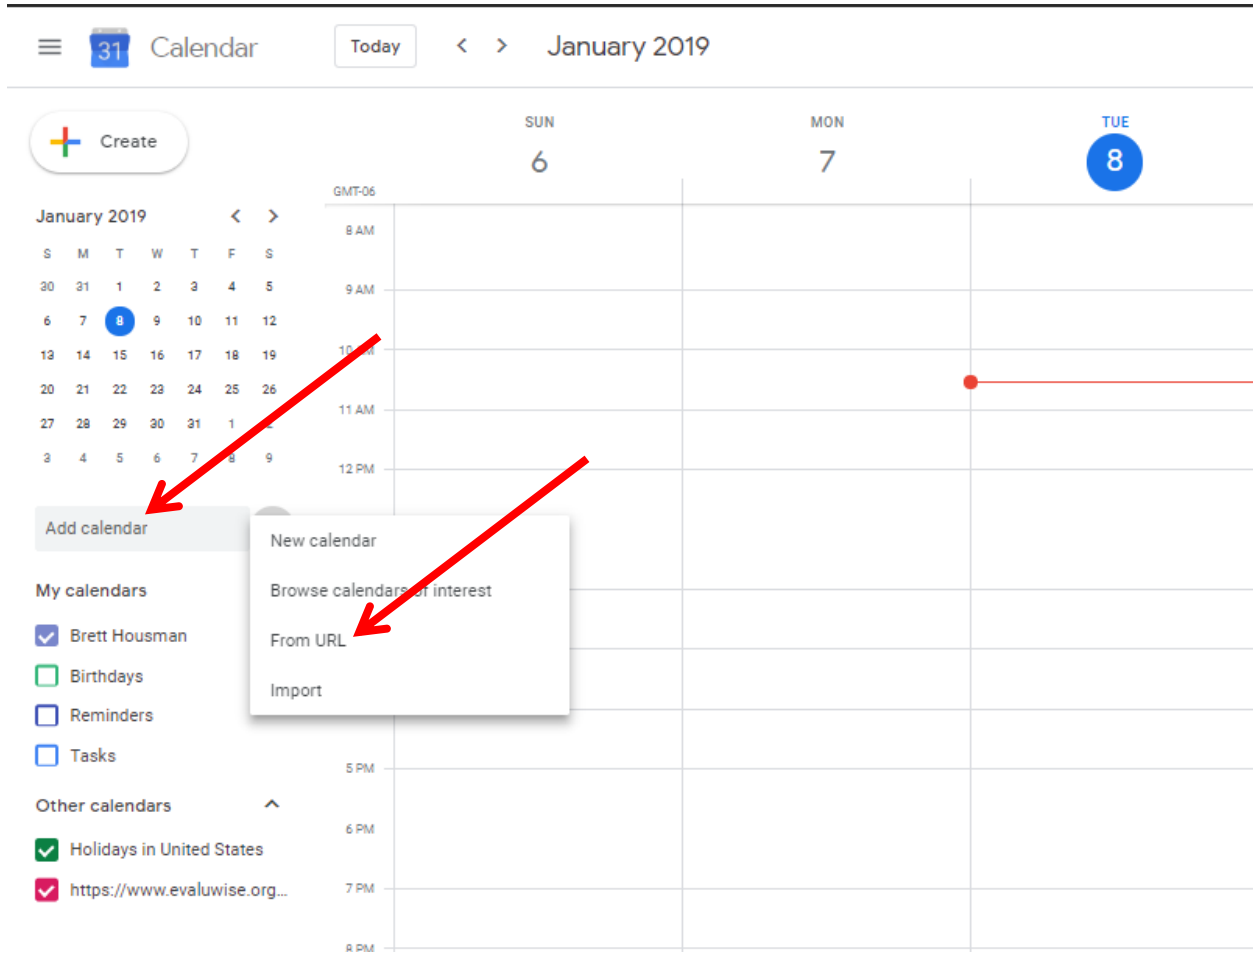 31 Calendar Today January 2019
Create
SUN MON TUE
6 7 8
GMT-06
January 2019
S M T W T F S
30 31 1 2 3 4 5
6 7 8 9 10 11 12
13 14 15 16 17 18 19
20 21 22 23 24 25 26
27 28 29 30 31 1
3 4 5 6 7 8 9
8 AM
9 AM
11 AM
12 PM
Add calendar
New calendar
Browse calendars of interest
From URL
Import
My calendars
Brett Housman
Birthdays
Reminders
Tasks
Other calendars
Holidays in United States
https://www.evaluwise.org...
5 PM
6 PM
7 PM
8 PM